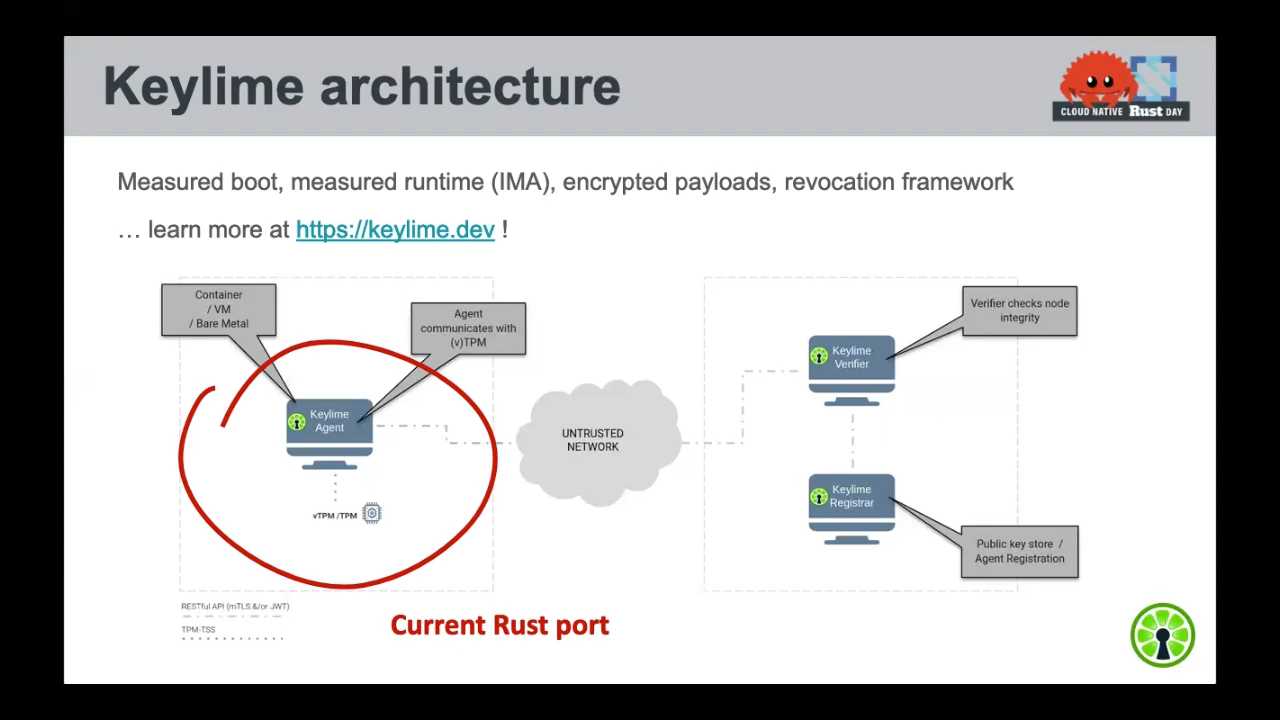 Keylime architecture
CLOUD NATIVE Rust DAY
Measured boot, measured runtime (IMA), encrypted payloads, revocation framework
… learn more at https://keylime.dev !
Container
/ VM
/ Bare Metal
Agent
communicates with
(v)TPM
Verifier checks node
integrity
Keylime
Verifier
Keylime
Agent
UNTRUSTED
NETWORK
Keylime
Registrar
vTPM /TPM
Public key store /
Agent Registration
RESTful API (mTLS &/or JWT)
TPM-TSS
Current Rust port